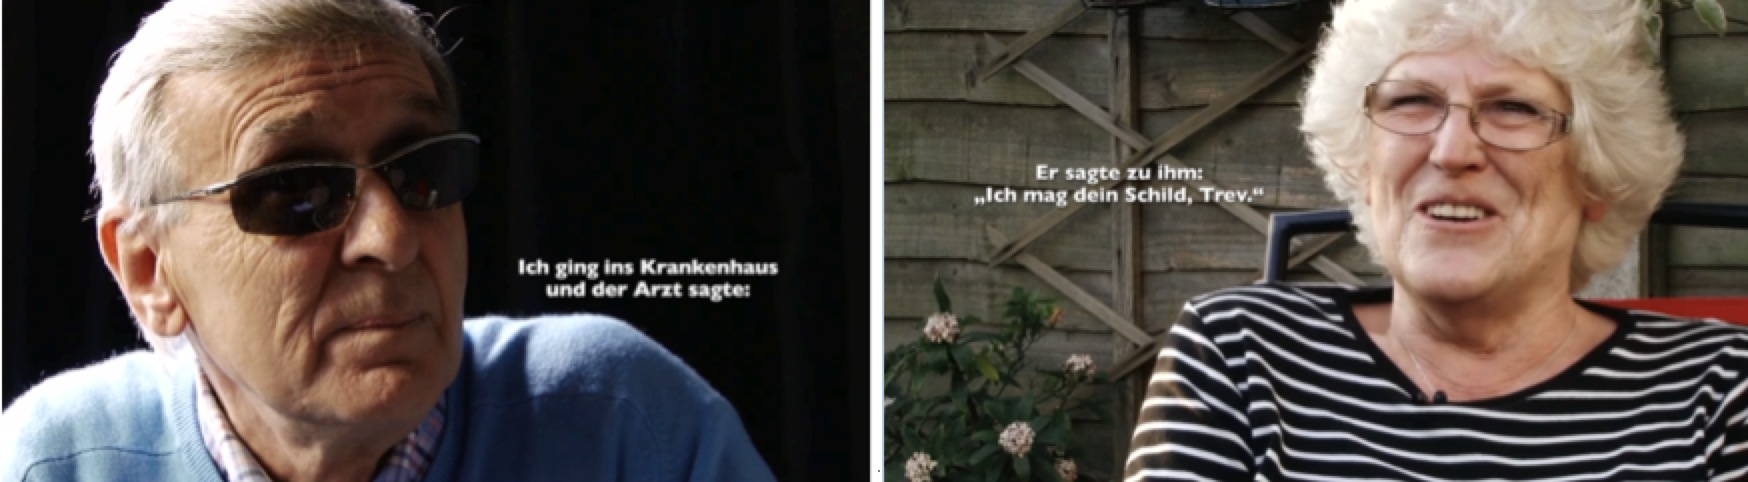 Ich ging ins Krankenhaus
und der Arzt sagte:
Er sagte zu ihm:
„Ich mag dein Schild, Trev.“